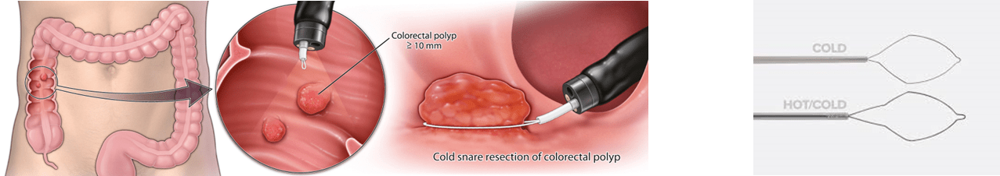 Colorectal polyp
≥ 10 mm
Cold snare resection of colorectal polyp
COLD
HOT/COLD